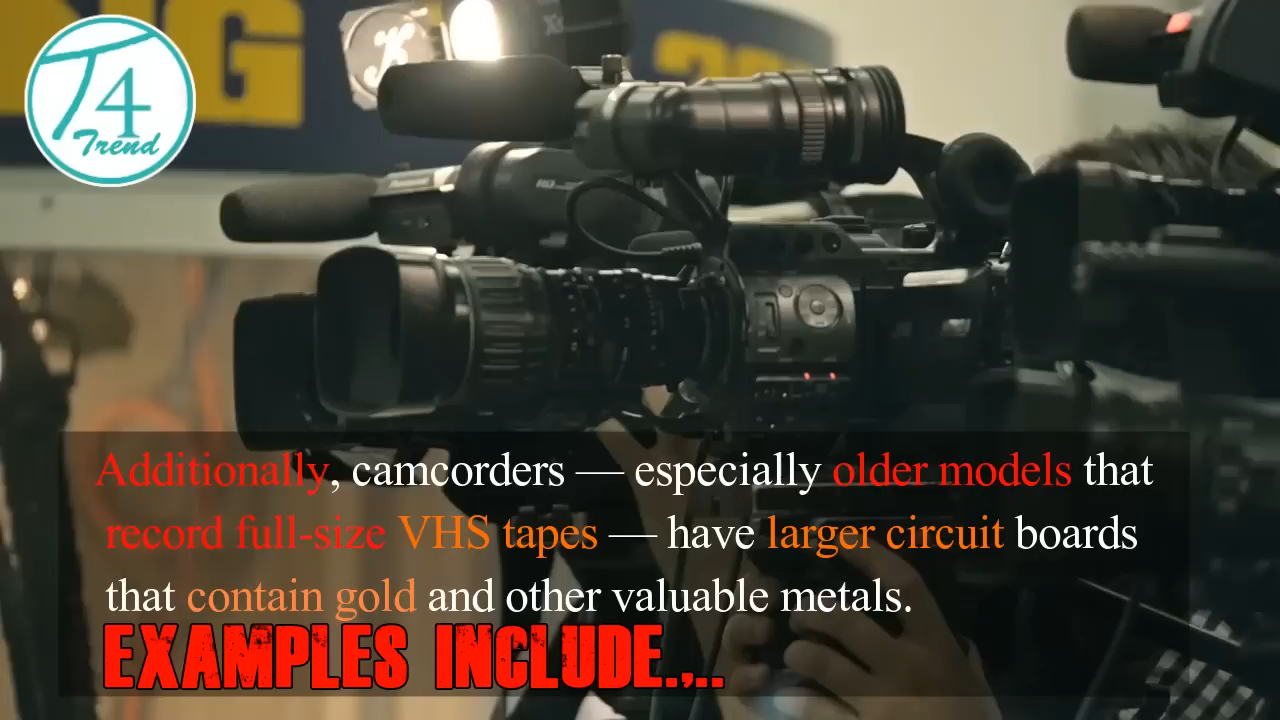 NG
T4
Trend
Additionally, camcorders — especially older models that
record full-size VHS tapes — have larger circuit boards
that contain gold and other valuable metals.
EXAMPLES INCLUDE.,..